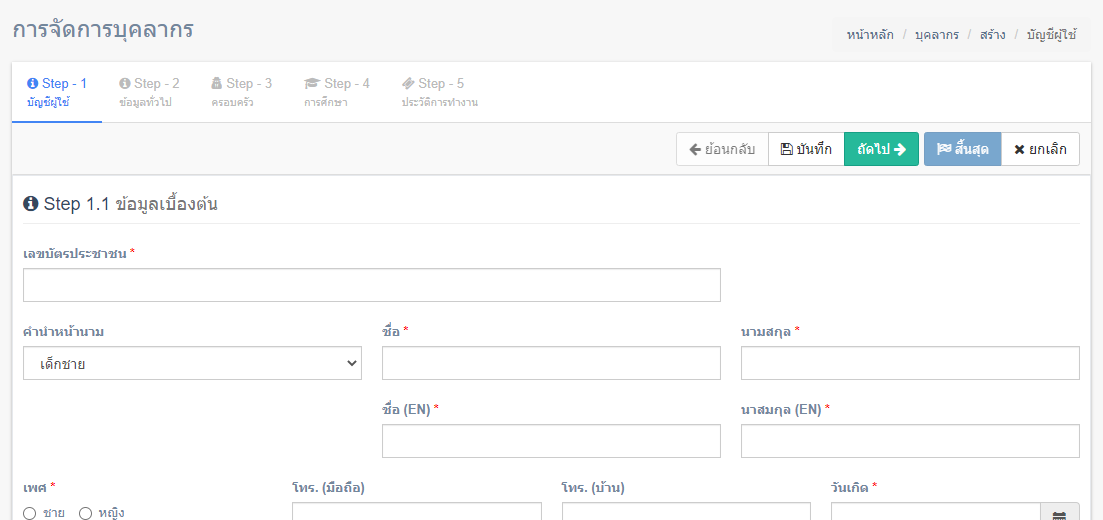 การจัดการบุคลากร
หน้าหลัก / บุคลากร / สร้าง / บัญชีผู้ใช้
Step - 1 Step - 2 Step - 3 Step - 4 Step - 5
บัญชีผู้ใช้ ข้อมูลทั่วไป ครอบครัว การศึกษา ประวัติการทำงาน
ย้อนกลับ บันทึก ถัดไป สิ้นสุด ยกเลิก
Step 1.1 ข้อมูลเบื้องต้น
เลขบัตรประชาชน *
คำนำหน้านาม ชื่อ * นามสกุล *
เด็กชาย
ชื่อ (EN) * นาสมกุล (EN) *
เพศ * โทร. (มือถือ) โทร. (บ้าน) วันเกิด *
ชาย หญิง